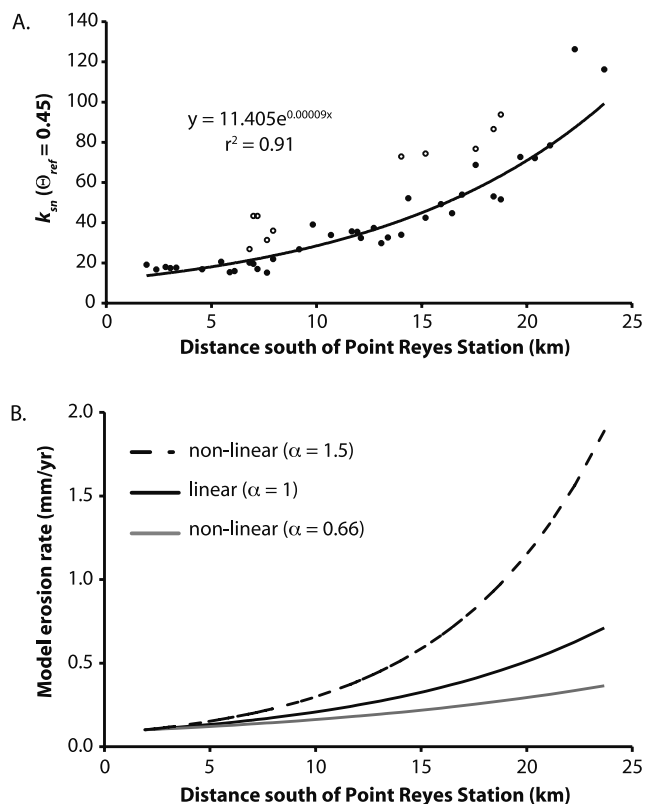 A.
140
120
100
80
60
40
20
0
k_sn (Θ_ref = 0.45)
y = 11.405e^0.00009x
r² = 0.91
0 5 10 15 20 25
Distance south of Point Reyes Station (km)
B.
2.0
1.5
1.0
0.5
0.0
Model erosion rate (mm/yr)
non-linear (α = 1.5)
linear (α = 1)
non-linear (α = 0.66)
0 5 10 15 20 25
Distance south of Point Reyes Station (km)